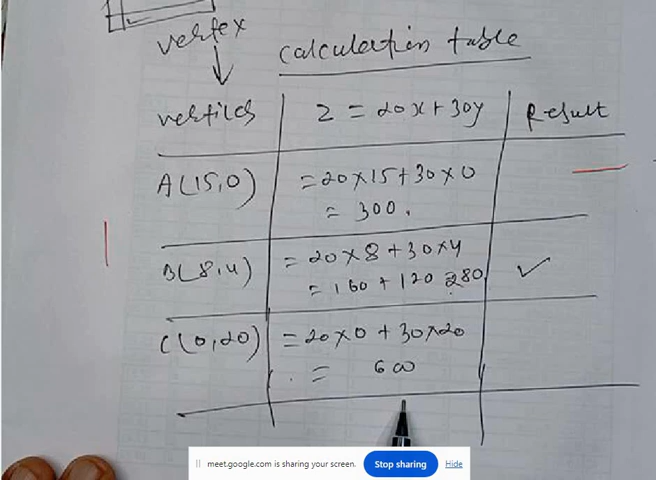 vertex
calculation table
vertices Z = 20x + 30y Result
A(15,0) = 20×15 + 30×0
= 300.
B(8,4) = 20×8 + 30×4
= 160 + 120 280 ✓
C(0,20) = 20×0 + 30×20
= 600
meet.google.com is sharing your screen. Stop sharing Hide